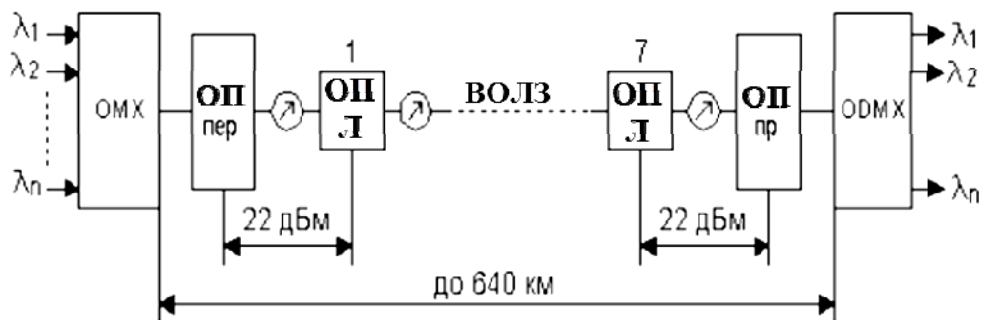 λ1
λ2
λn
OMX
ОП
пер
1
ОП
Л
ВОЛЗ
7
ОП
Л
ОП
пр
ODMX
λ1
λ2
λn
22 дБм
22 дБм
до 640 км